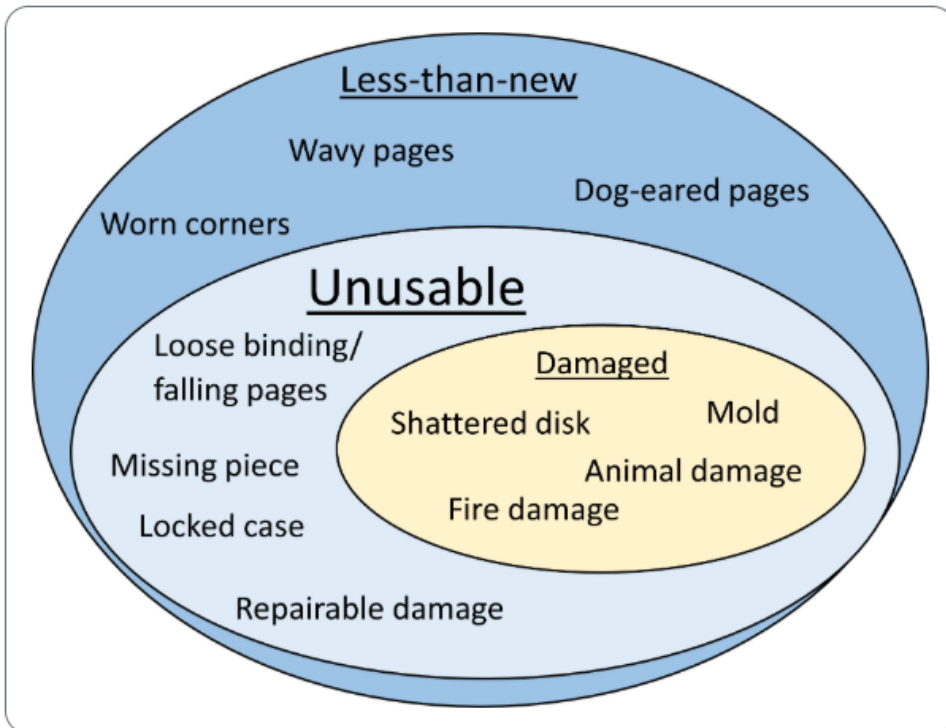 Less-than-new
Wavy pages
Dog-eared pages
Worn corners
Unusable
Loose binding/
falling pages
Damaged
Mold
Shattered disk
Missing piece
Animal damage
Fire damage
Locked case
Repairable damage